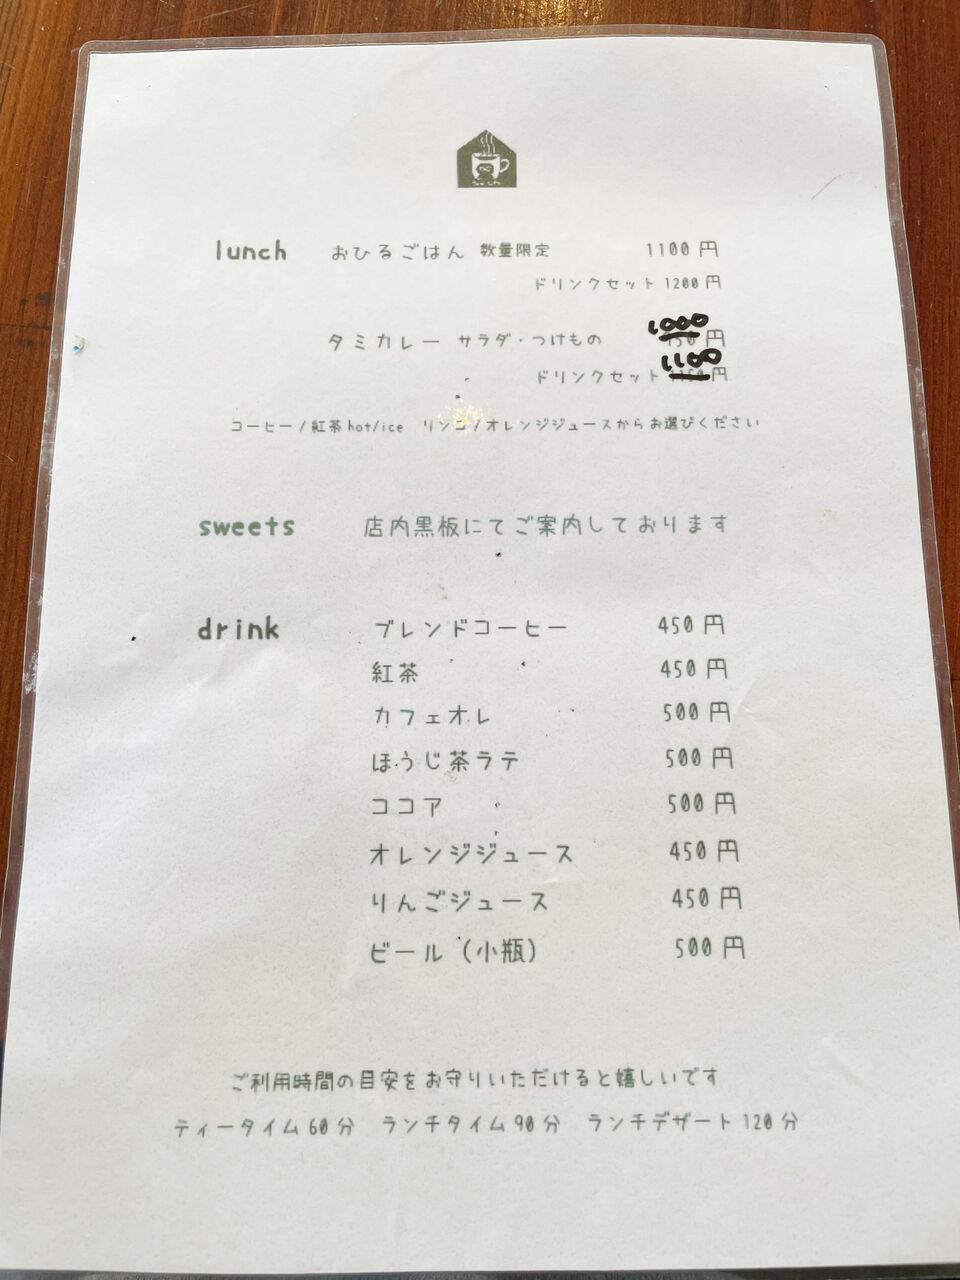 lunch おひるごはん 数量限定 1100円
ドリンクセット 1200円
タミカレー サラダ・つけもの 1000円
ドリンクセット 1100円
コーヒー/紅茶hot/ice リンゴ/オレンジジュースからお選びください
sweets 店内黒板にてご案内しております
drink ブレンドコーヒー 450円
紅茶 450円
カフェオレ 500円
ほうじ茶ラテ 500円
ココア 500円
オレンジジュース 450円
りんごジュース 450円
ビール(小瓶) 500円
ご利用時間の目安をお守りいただけると嬉しいです
ティータイム60分 ランチタイム90分 ランチデザート120分